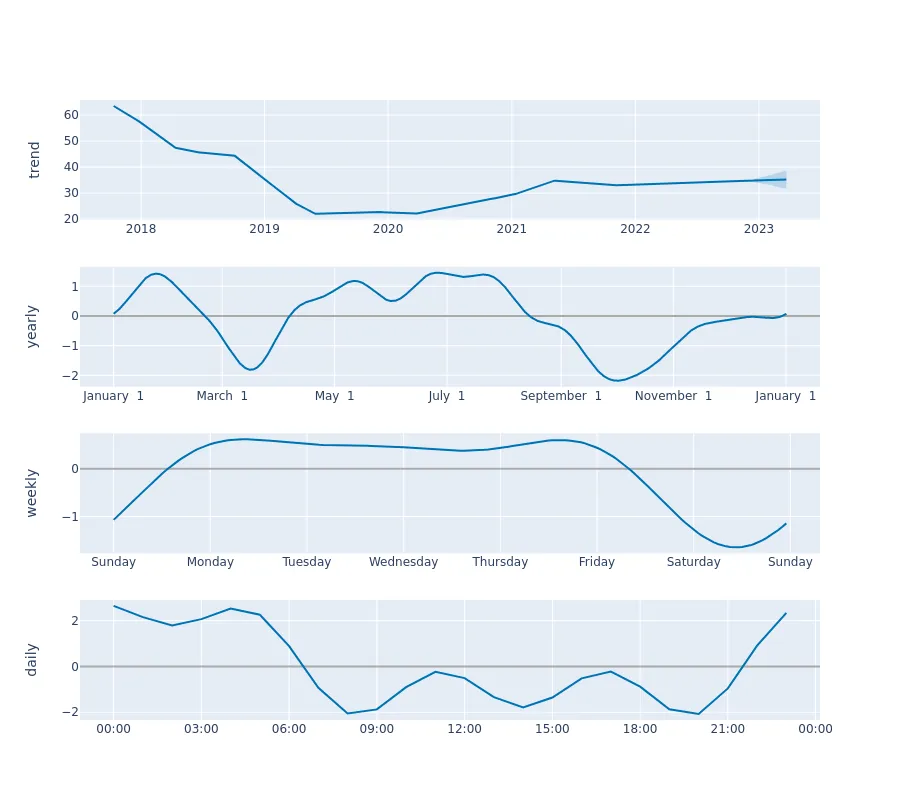 trend
60
50
40
30
20
2018 2019 2020 2021 2022 2023
yearly
1
0
−1
−2
January 1 March 1 May 1 July 1 September 1 November 1 January 1
weekly
0
−1
Sunday Monday Tuesday Wednesday Thursday Friday Saturday Sunday
daily
2
0
−2
00:00 03:00 06:00 09:00 12:00 15:00 18:00 21:00 00:00